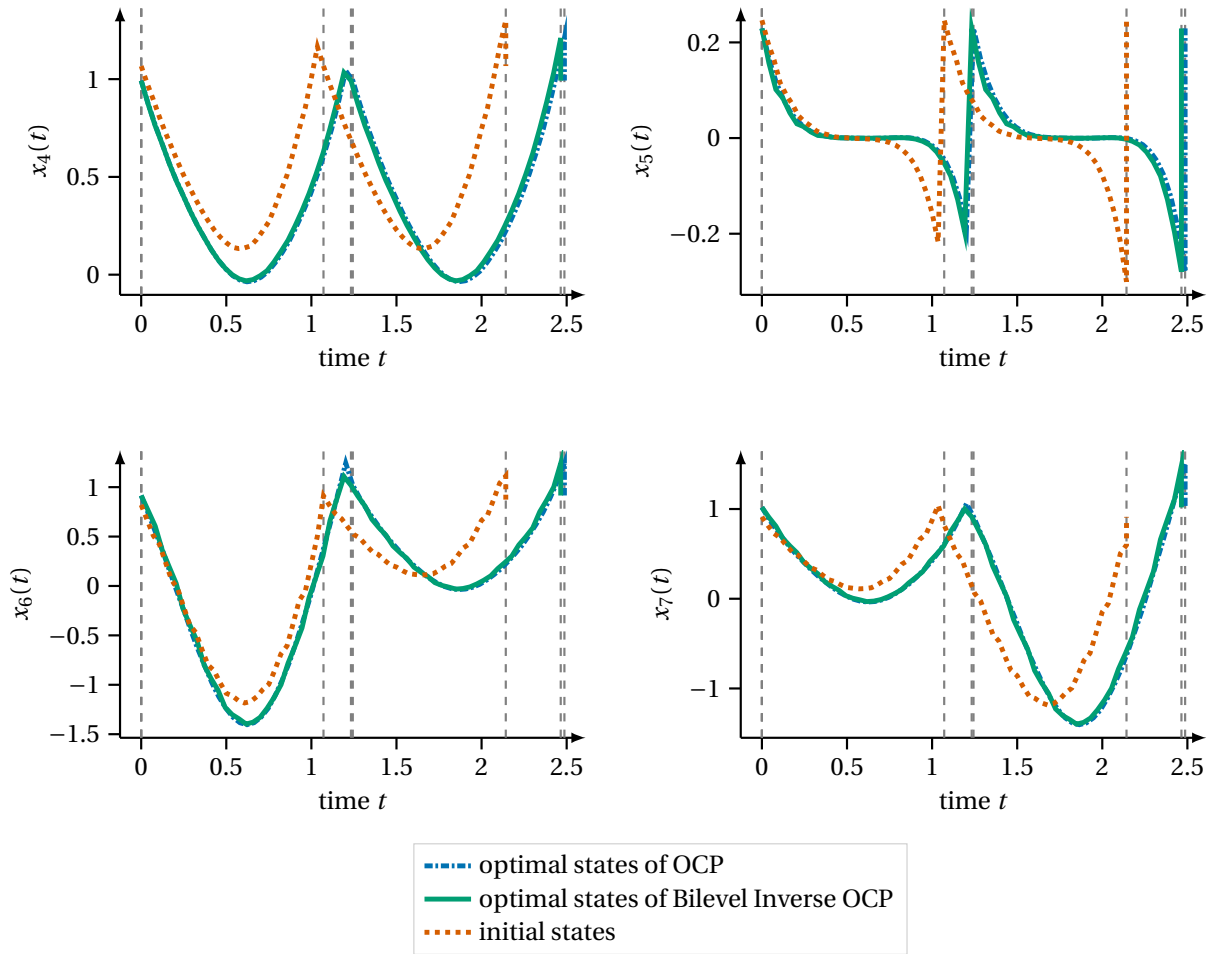 1
0.5
0
x₄(t)
0 0.5 1 1.5 2 2.5
time t
0.2
0
−0.2
x₅(t)
0 0.5 1 1.5 2 2.5
time t
1
0.5
0
−0.5
−1
−1.5
x₆(t)
0 0.5 1 1.5 2 2.5
time t
1
0
−1
x₇(t)
0 0.5 1 1.5 2 2.5
time t
optimal states of OCP
optimal states of Bilevel Inverse OCP
initial states